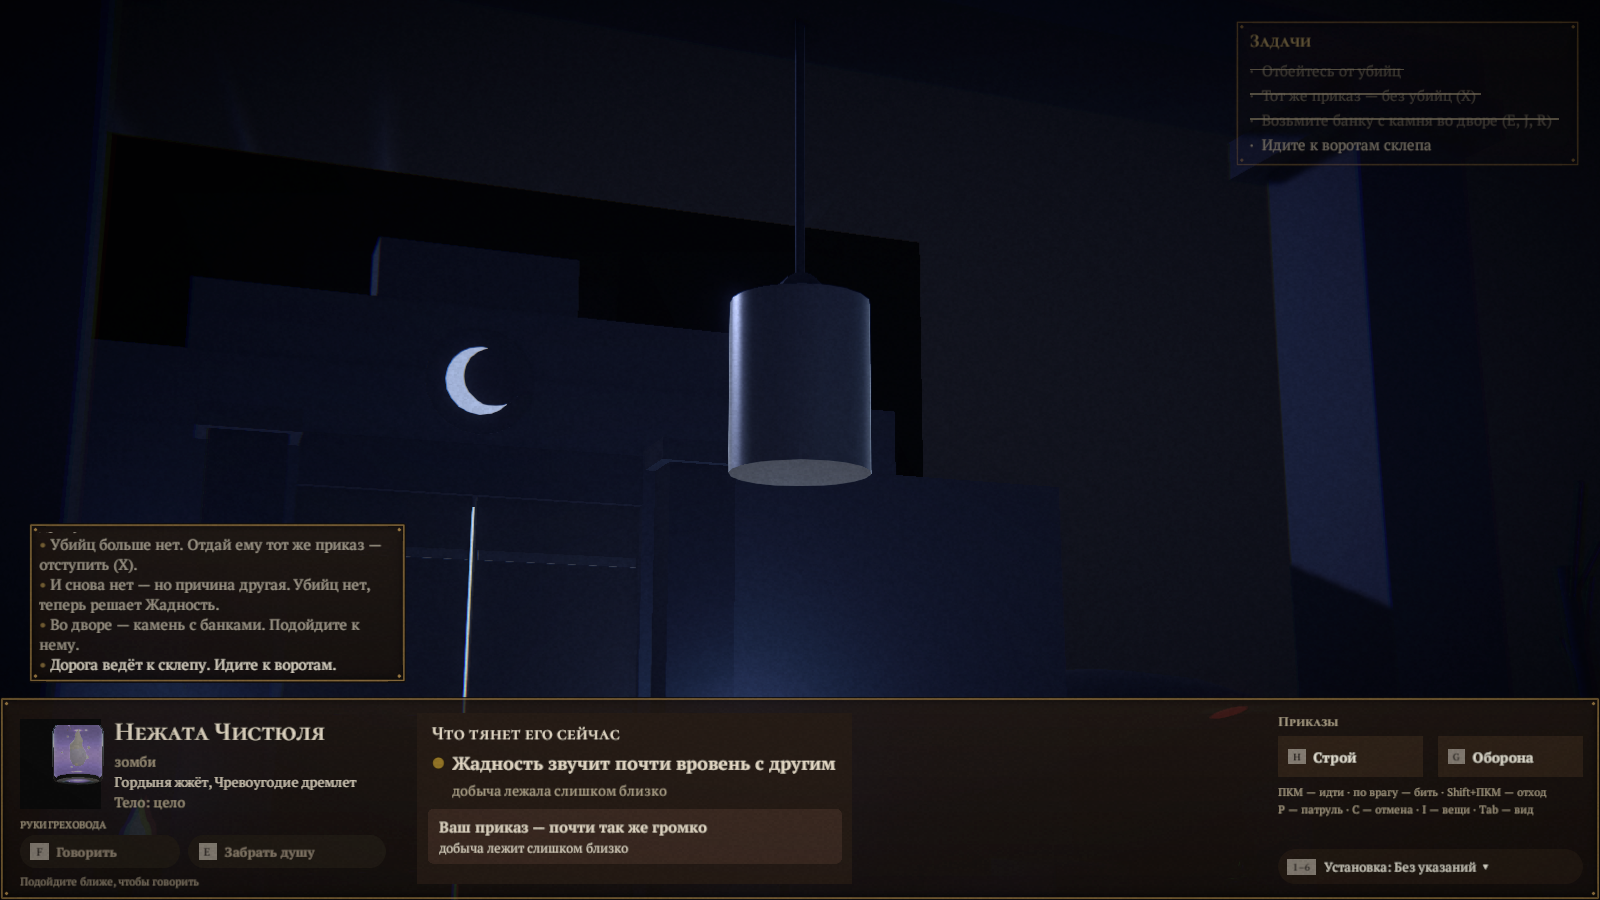 Задачи
· Отбейтесь от убийц
· Тот же приказ — без убийц (X)
· Возьмите банку с камня во дворе (E, J, R)
· Идите к воротам склепа
• Убийц больше нет. Отдай ему тот же приказ —
отступить (X).
• И снова нет — но причина другая. Убийц нет,
теперь решает Жадность.
• Во дворе — камень с банками. Подойдите к
нему.
• Дорога ведёт к склепу. Идите к воротам.
Нежата Чистюля
зомби
Гордыня жжёт, Чревоугодие дремлет
Тело: цело
РУКИ ГРЕХОВОДА
F Говорить
E Забрать душу
Подойдите ближе, чтобы говорить
Что тянет его сейчас
Жадность звучит почти вровень с другим
добыча лежала слишком близко
Ваш приказ — почти так же громко
добыча лежит слишком близко
Приказы
H Строй
G Оборона
ПКМ — идти · по врагу — бить · Shift+ПКМ — отход
P — патруль · C — отмена · I — вещи · Tab — вид
1–6 Установка: Без указаний ▾